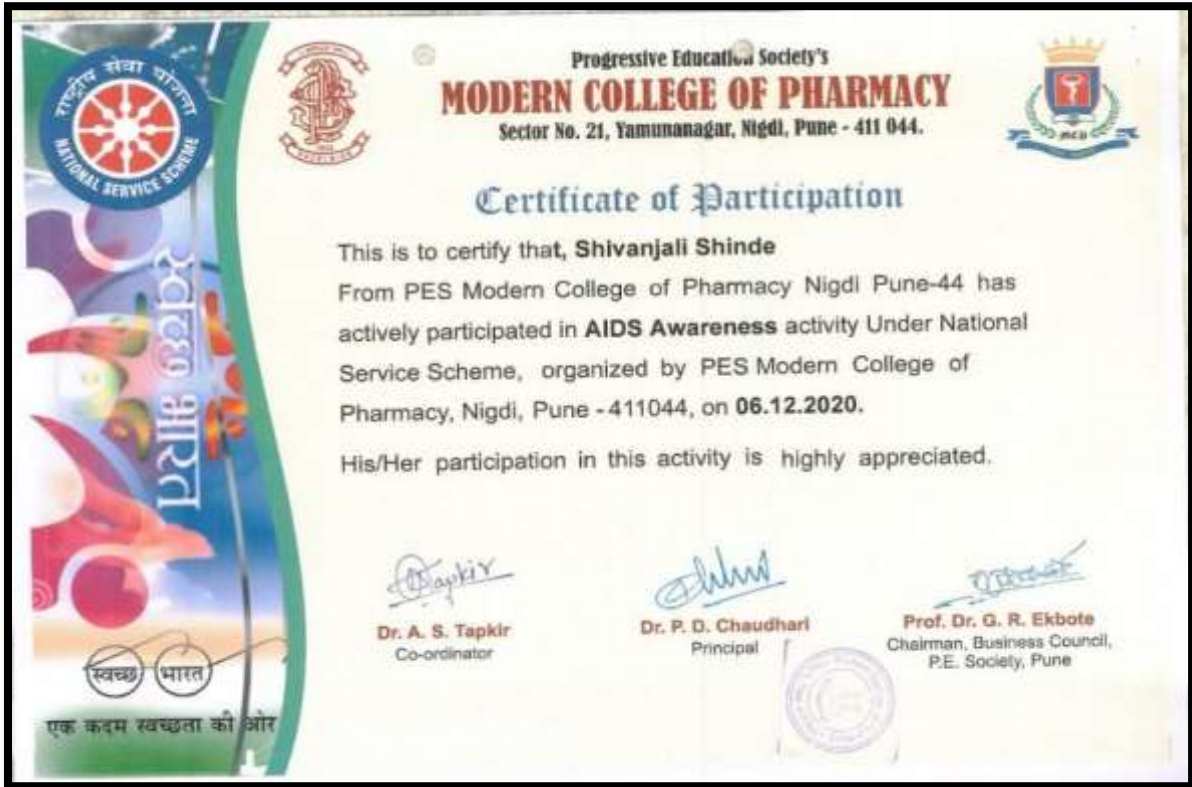 राष्ट्रीय सेवा योजना
NATIONAL SERVICE SCHEME
Progressive Education Society's
MODERN COLLEGE OF PHARMACY
Sector No. 21, Yamunanagar, Nigdi, Pune - 411 044.
Certificate of Participation
This is to certify that, Shivanjali Shinde
From PES Modern College of Pharmacy Nigdi Pune-44 has
actively participated in AIDS Awareness activity Under National
Service Scheme, organized by PES Modern College of
Pharmacy, Nigdi, Pune - 411044, on 06.12.2020.
His/Her participation in this activity is highly appreciated.
स्वच्छ भारत
Tapkir
Dr. A. S. Tapkir
Co-ordinator
Dr. P. D. Chaudhari
Principal
Prof. Dr. G. R. Ekbote
Chairman, Business Council,
P.E. Society, Pune
स्वच्छ भारत
एक कदम स्वच्छता की ओर